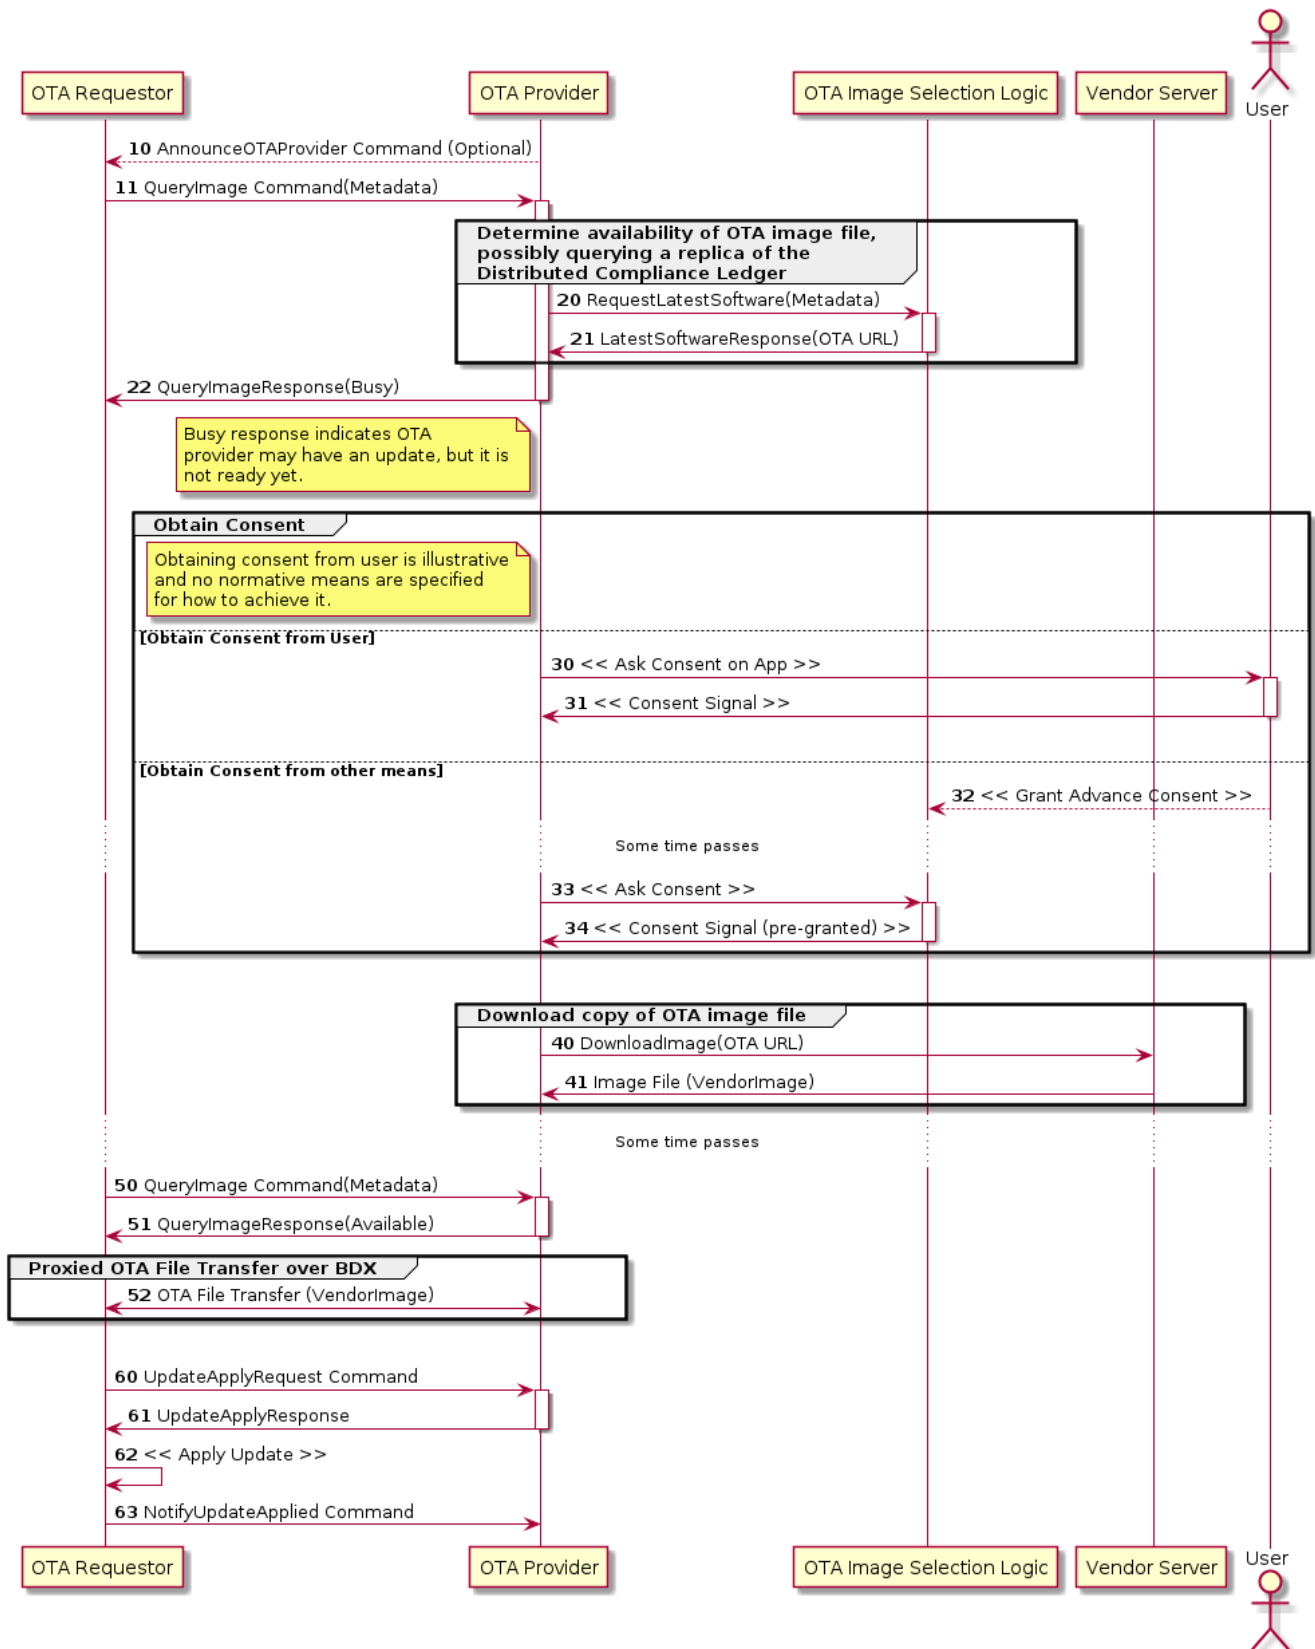 User
OTA Requestor
OTA Provider
OTA Image Selection Logic
Vendor Server
10 AnnounceOTAProvider Command (Optional)
11 QueryImage Command(Metadata)
Determine availability of OTA image file,
possibly querying a replica of the
Distributed Compliance Ledger
20 RequestLatestSoftware(Metadata)
21 LatestSoftwareResponse(OTA URL)
22 QueryImageResponse(Busy)
Busy response indicates OTA
provider may have an update, but it is
not ready yet.
Obtain Consent
Obtaining consent from user is illustrative
and no normative means are specified
for how to achieve it.
[Obtain Consent from User]
30 << Ask Consent on App >>
31 << Consent Signal >>
[Obtain Consent from other means]
32 << Grant Advance Consent >>
Some time passes
33 << Ask Consent >>
34 << Consent Signal (pre-granted) >>
Download copy of OTA image file
40 DownloadImage(OTA URL)
41 Image File (VendorImage)
Some time passes
50 QueryImage Command(Metadata)
51 QueryImageResponse(Available)
Proxied OTA File Transfer over BDX
52 OTA File Transfer (VendorImage)
60 UpdateApplyRequest Command
61 UpdateApplyResponse
62 << Apply Update >>
63 NotifyUpdateApplied Command
OTA Requestor
OTA Provider
OTA Image Selection Logic
Vendor Server
User